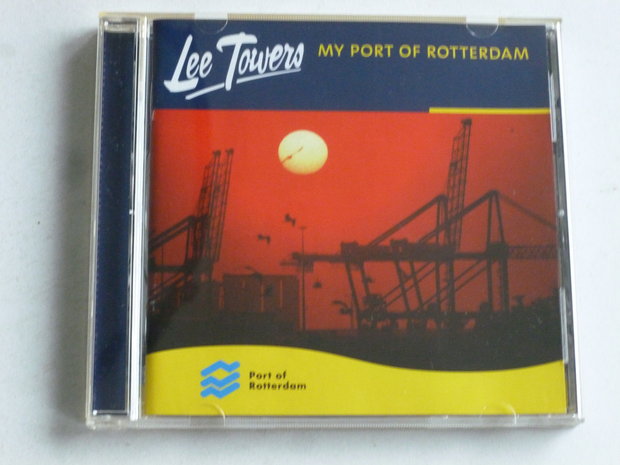 Lee Towers MY PORT OF ROTTERDAM
Port of
Rotterdam